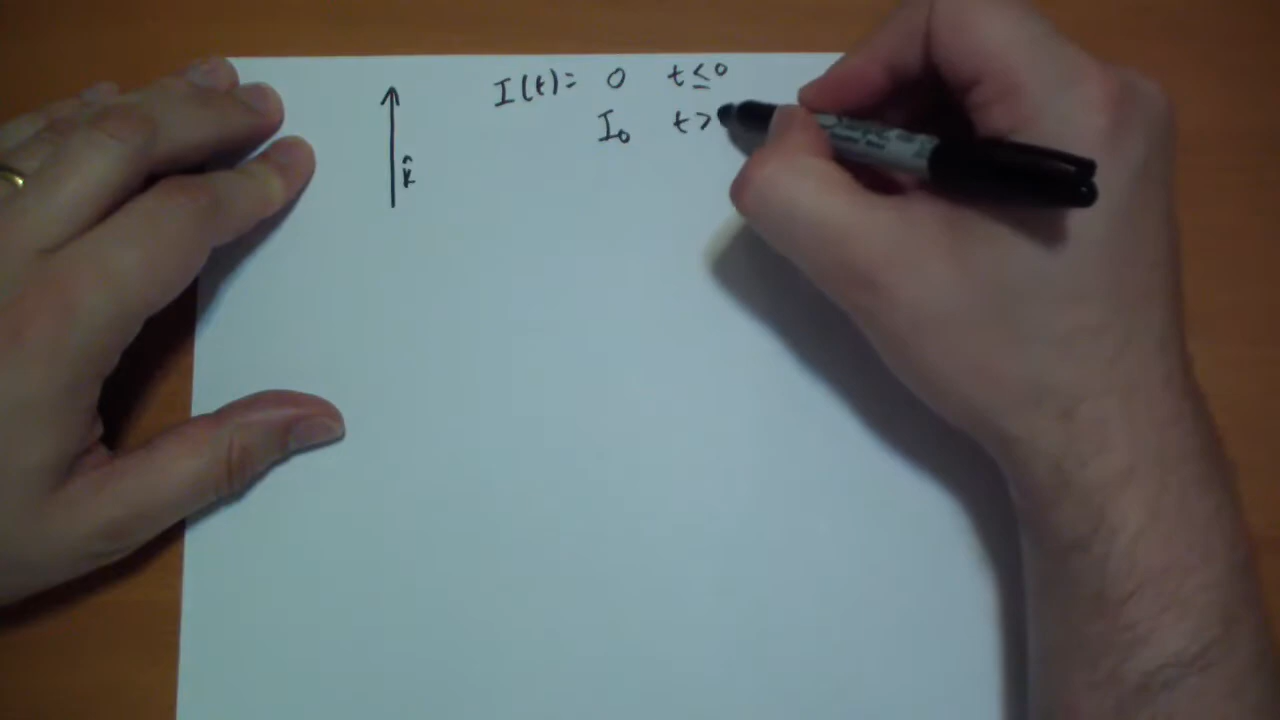 I(t) = 0 t ≤ 0
I₀ t >
k̂